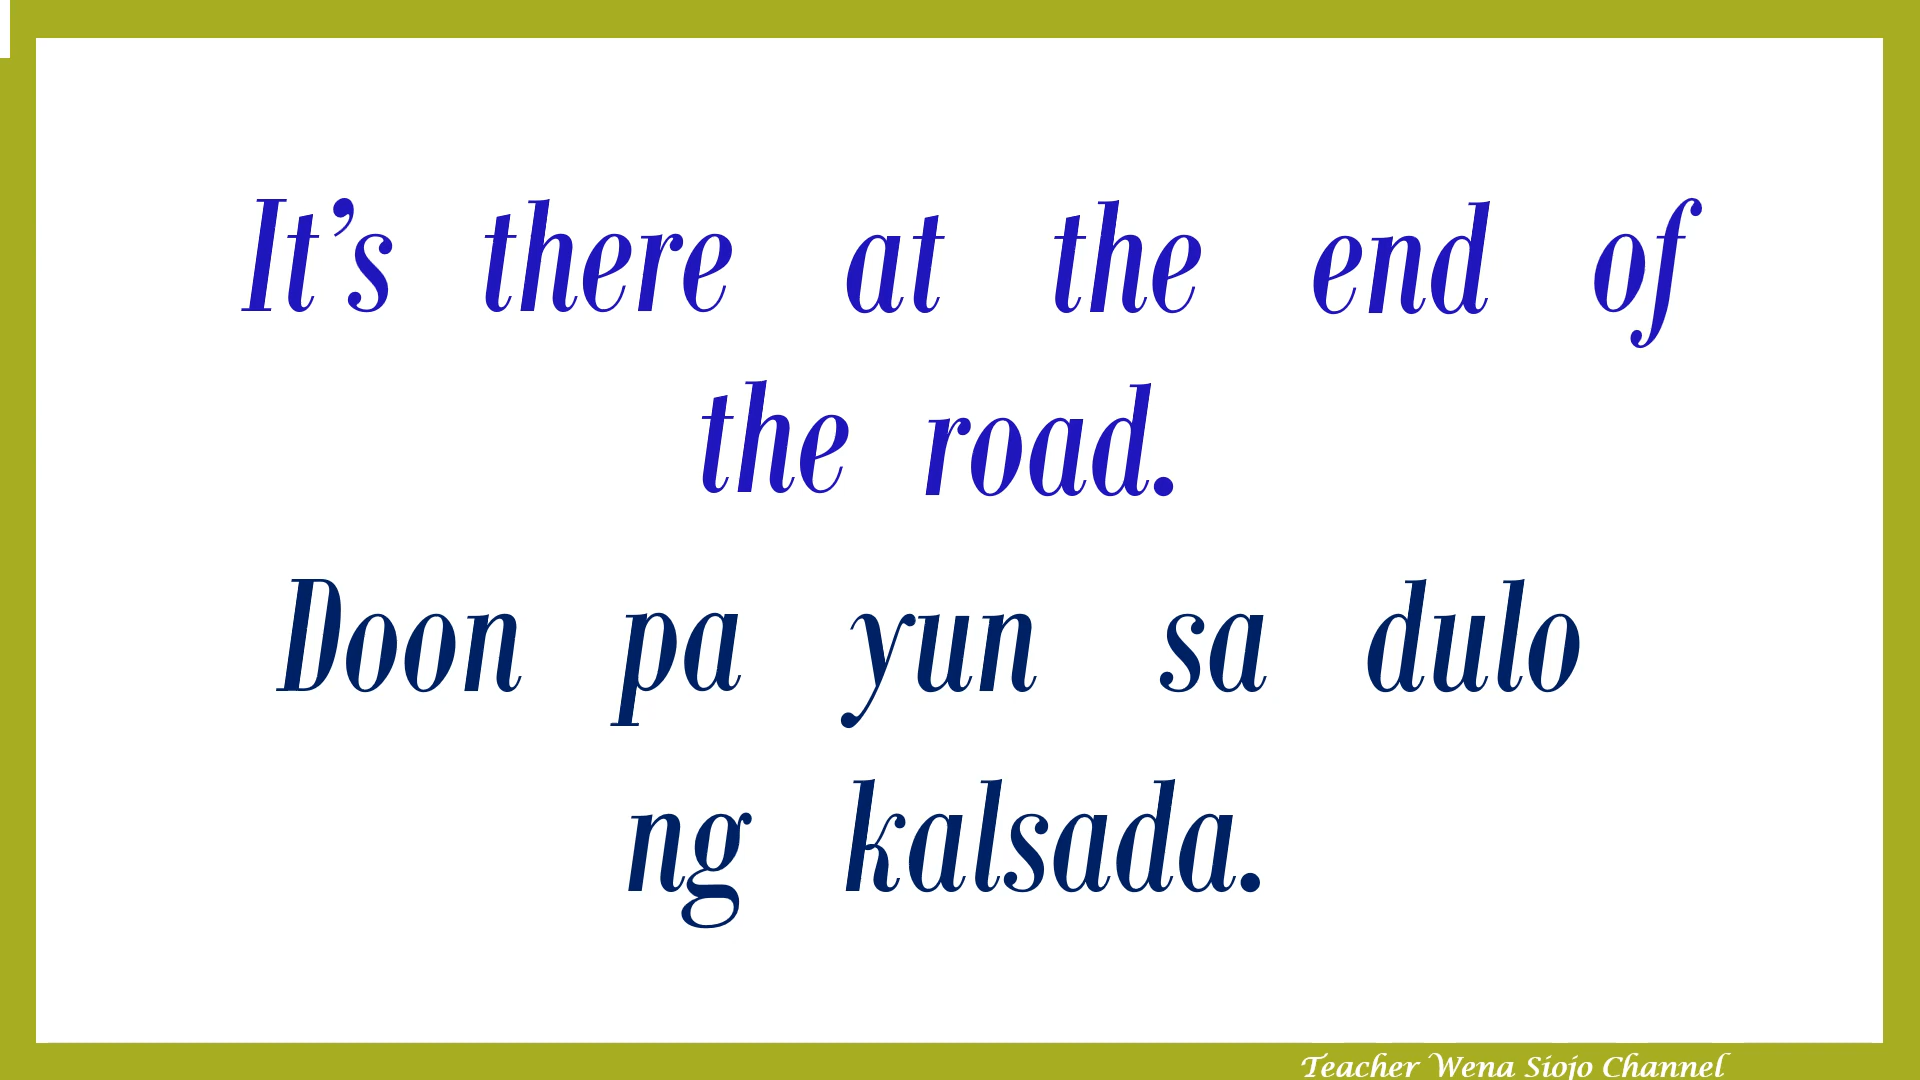 It’s there at the end of
the road.
Doon pa yun sa dulo
ng kalsada.
Teacher Wena Siojo Channel